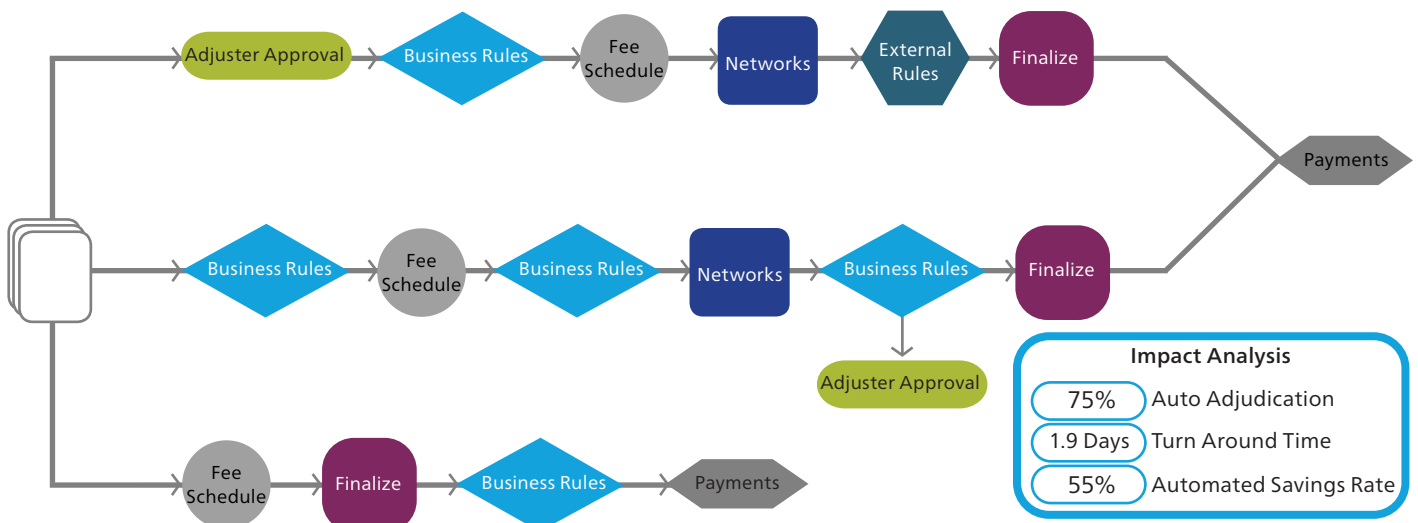 Adjuster Approval
Business Rules
Fee
Schedule
Networks
External
Rules
Finalize
Payments
Business Rules
Fee
Schedule
Business Rules
Networks
Business Rules
Finalize
Adjuster Approval
Fee
Schedule
Finalize
Business Rules
Payments
Impact Analysis
75% Auto Adjudication
1.9 Days Turn Around Time
55% Automated Savings Rate